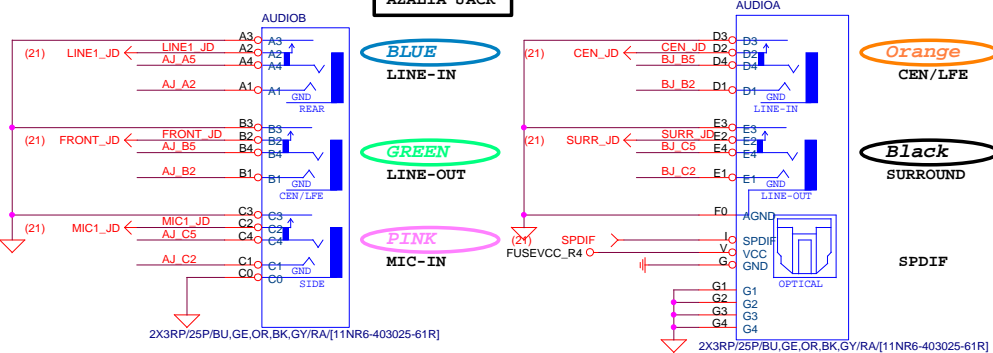 AZALIA JACK
AUDIOB
A3
A3
(21) LINE1_JD LINE1_JD A2 A2
AJ_A5 A4 A4
AJ_A2 A1 A1
GND
REAR
BLUE
LINE-IN
B3
B3
(21) FRONT_JD FRONT_JD B2 B2
AJ_B5 B4 B4
AJ_B2 B1 B1
GND
CEN/LFE
GREEN
LINE-OUT
C3
C3
(21) MIC1_JD MIC1_JD C2 C2
AJ_C5 C4 C4
AJ_C2 C1 C1
GND
C0 C0
SIDE
PINK
MIC-IN
2X3RP/25P/BU,GE,OR,BK,GY/RA/[11NR6-403025-61R]
AUDIOA
D3
D3
(21) CEN_JD CEN_JD D2 D2
BJ_B5 D4 D4
BJ_B2 D1 D1
GND
LINE-IN
Orange
CEN/LFE
E3
E3
(21) SURR_JD SURR_JD E2 E2
BJ_C5 E4 E4
BJ_C2 E1 E1
GND
LINE-OUT
Black
SURROUND
F0 AGND
(21) SPDIF I SPDIF
FUSEVCC_R4 V VCC
G GND
OPTICAL
SPDIF
G1 G1
G2 G2
G3 G3
G4 G4
2X3RP/25P/BU,GE,OR,BK,GY/RA/[11NR6-403025-61R]